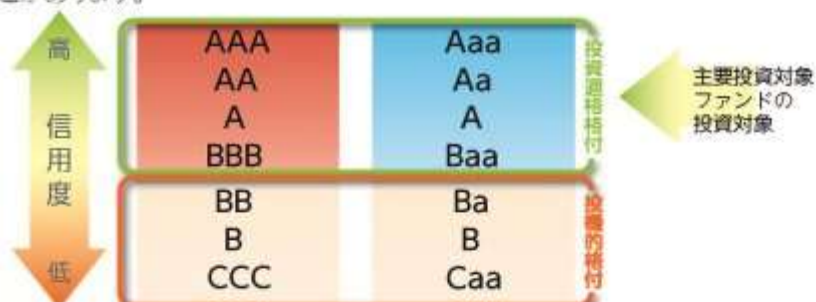 高
信用度
低
AAA Aaa
AA Aa
A A
BBB Baa
投資適格格付
BB Ba
B B
CCC Caa
投機的格付
主要投資対象
ファンドの
投資対象